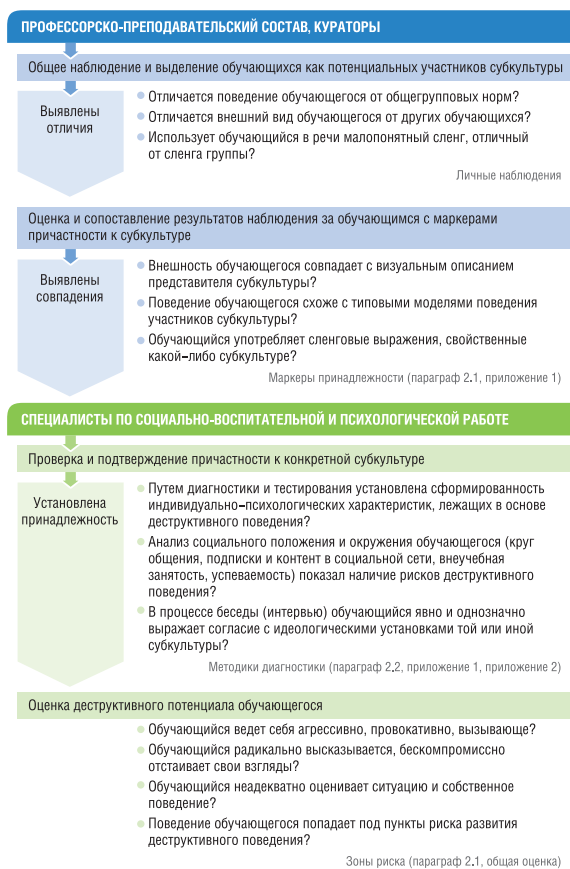 ПРОФЕССОРСКО-ПРЕПОДАВАТЕЛЬСКИЙ СОСТАВ, КУРАТОРЫ
Общее наблюдение и выделение обучающихся как потенциальных участников субкультуры
Выявлены
отличия
Отличается поведение обучающегося от общегрупповых норм?
Отличается внешний вид обучающегося от других обучающихся?
Использует обучающийся в речи малопонятный сленг, отличный
от сленга группы?
Личные наблюдения
Оценка и сопоставление результатов наблюдения за обучающимся с маркерами
причастности к субкультуре
Выявлены
совпадения
Внешность обучающегося совпадает с визуальным описанием
представителя субкультуры?
Поведение обучающегося схоже с типовыми моделями поведения
участников субкультуры?
Обучающийся употребляет сленговые выражения, свойственные
какой–либо субкультуре?
Маркеры принадлежности (параграф 2.1, приложение 1)
СПЕЦИАЛИСТЫ ПО СОЦИАЛЬНО-ВОСПИТАТЕЛЬНОЙ И ПСИХОЛОГИЧЕСКОЙ РАБОТЕ
Проверка и подтверждение причастности к конкретной субкультуре
Установлена
принадлежность
Путем диагностики и тестирования установлена сформированность
индивидуально–психологических характеристик, лежащих в основе
деструктивного поведения?
Анализ социального положения и окружения обучающегося (круг
общения, подписки и контент в социальной сети, внеучебная
занятость, успеваемость) показал наличие рисков деструктивного
поведения?
В процессе беседы (интервью) обучающийся явно и однозначно
выражает согласие с идеологическими установками той или иной
субкультуры?
Методики диагностики (параграф 2.2, приложение 1, приложение 2)
Оценка деструктивного потенциала обучающегося
Обучающийся ведет себя агрессивно, провокативно, вызывающе?
Обучающийся радикально высказывается, бескомпромиссно
отстаивает свои взгляды?
Обучающийся неадекватно оценивает ситуацию и собственное
поведение?
Поведение обучающегося попадает под пункты риска развития
деструктивного поведения?
Зоны риска (параграф 2.1, общая оценка)